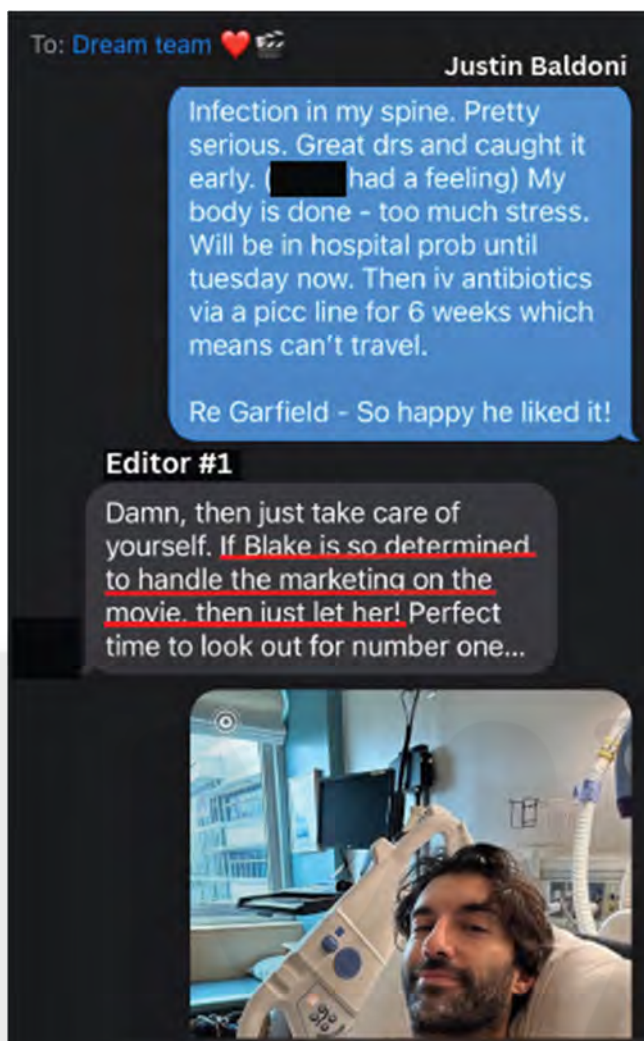 To: Dream team ❤️🎬
Justin Baldoni
Infection in my spine. Pretty
serious. Great drs and caught it
early. ( had a feeling) My
body is done - too much stress.
Will be in hospital prob until
tuesday now. Then iv antibiotics
via a picc line for 6 weeks which
means can't travel.
Re Garfield - So happy he liked it!
Editor #1
Damn, then just take care of
yourself. If Blake is so determined
to handle the marketing on the
movie, then just let her! Perfect
time to look out for number one...